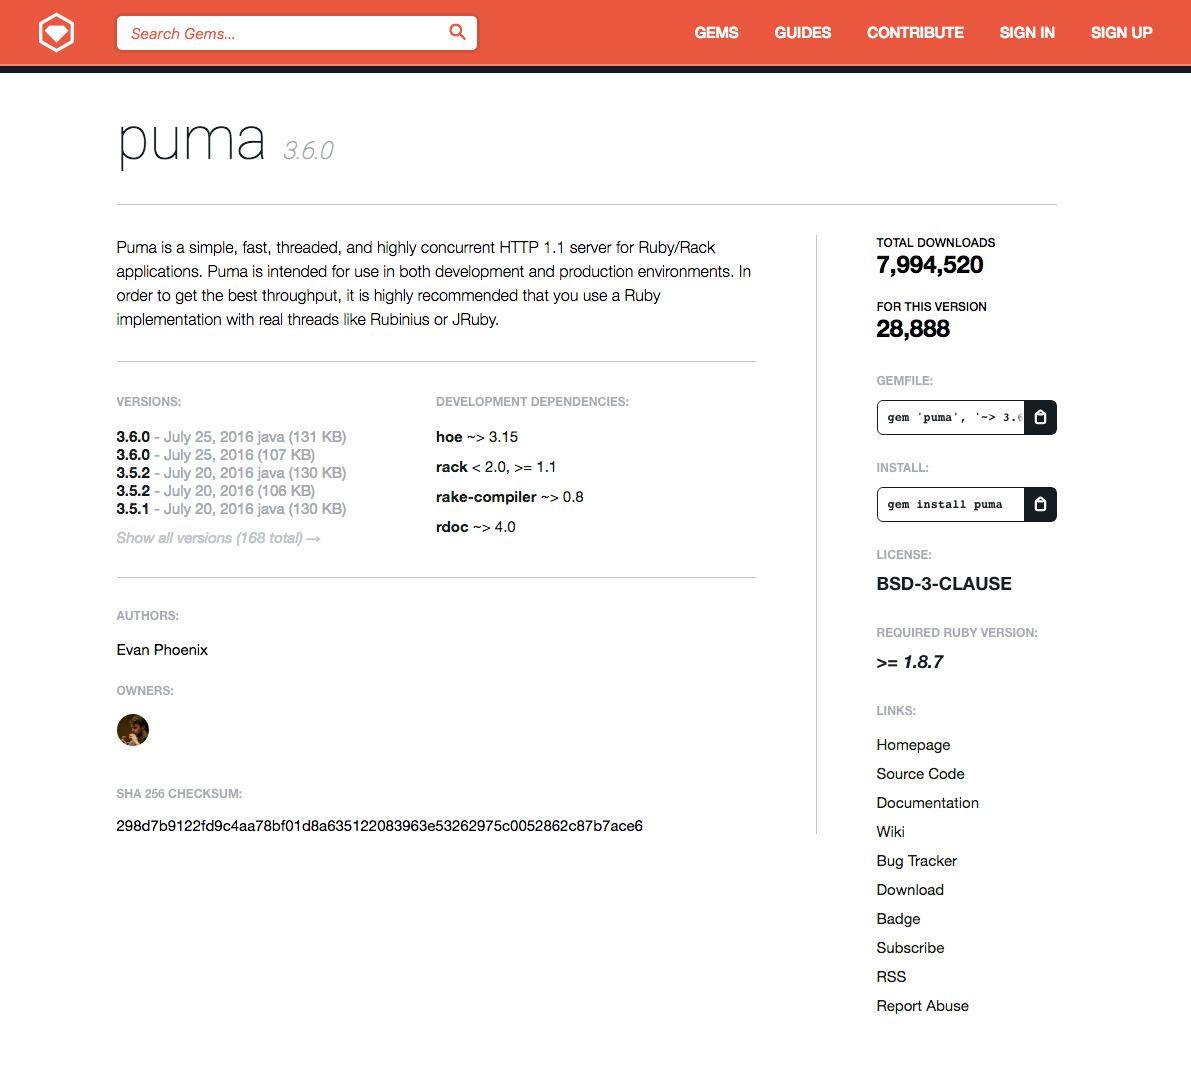 Search Gems...
GEMS
GUIDES
CONTRIBUTE
SIGN IN
SIGN UP
puma 3.6.0
Puma is a simple, fast, threaded, and highly concurrent HTTP 1.1 server for Ruby/Rack
applications. Puma is intended for use in both development and production environments. In
order to get the best throughput, it is highly recommended that you use a Ruby
implementation with real threads like Rubinius or JRuby.
VERSIONS:
3.6.0 - July 25, 2016 java (131 KB)
3.6.0 - July 25, 2016 (107 KB)
3.5.2 - July 20, 2016 java (130 KB)
3.5.2 - July 20, 2016 (106 KB)
3.5.1 - July 20, 2016 java (130 KB)
Show all versions (168 total) →
DEVELOPMENT DEPENDENCIES:
hoe ~> 3.15
rack < 2.0, >= 1.1
rake-compiler ~> 0.8
rdoc ~> 4.0
AUTHORS:
Evan Phoenix
OWNERS:
SHA 256 CHECKSUM:
298d7b9122fd9c4aa78bf01d8a635122083963e53262975c0052862c87b7ace6
TOTAL DOWNLOADS
7,994,520
FOR THIS VERSION
28,888
GEMFILE:
gem 'puma', '~> 3.6
INSTALL:
gem install puma
LICENSE:
BSD-3-CLAUSE
REQUIRED RUBY VERSION:
>= 1.8.7
LINKS:
Homepage
Source Code
Documentation
Wiki
Bug Tracker
Download
Badge
Subscribe
RSS
Report Abuse